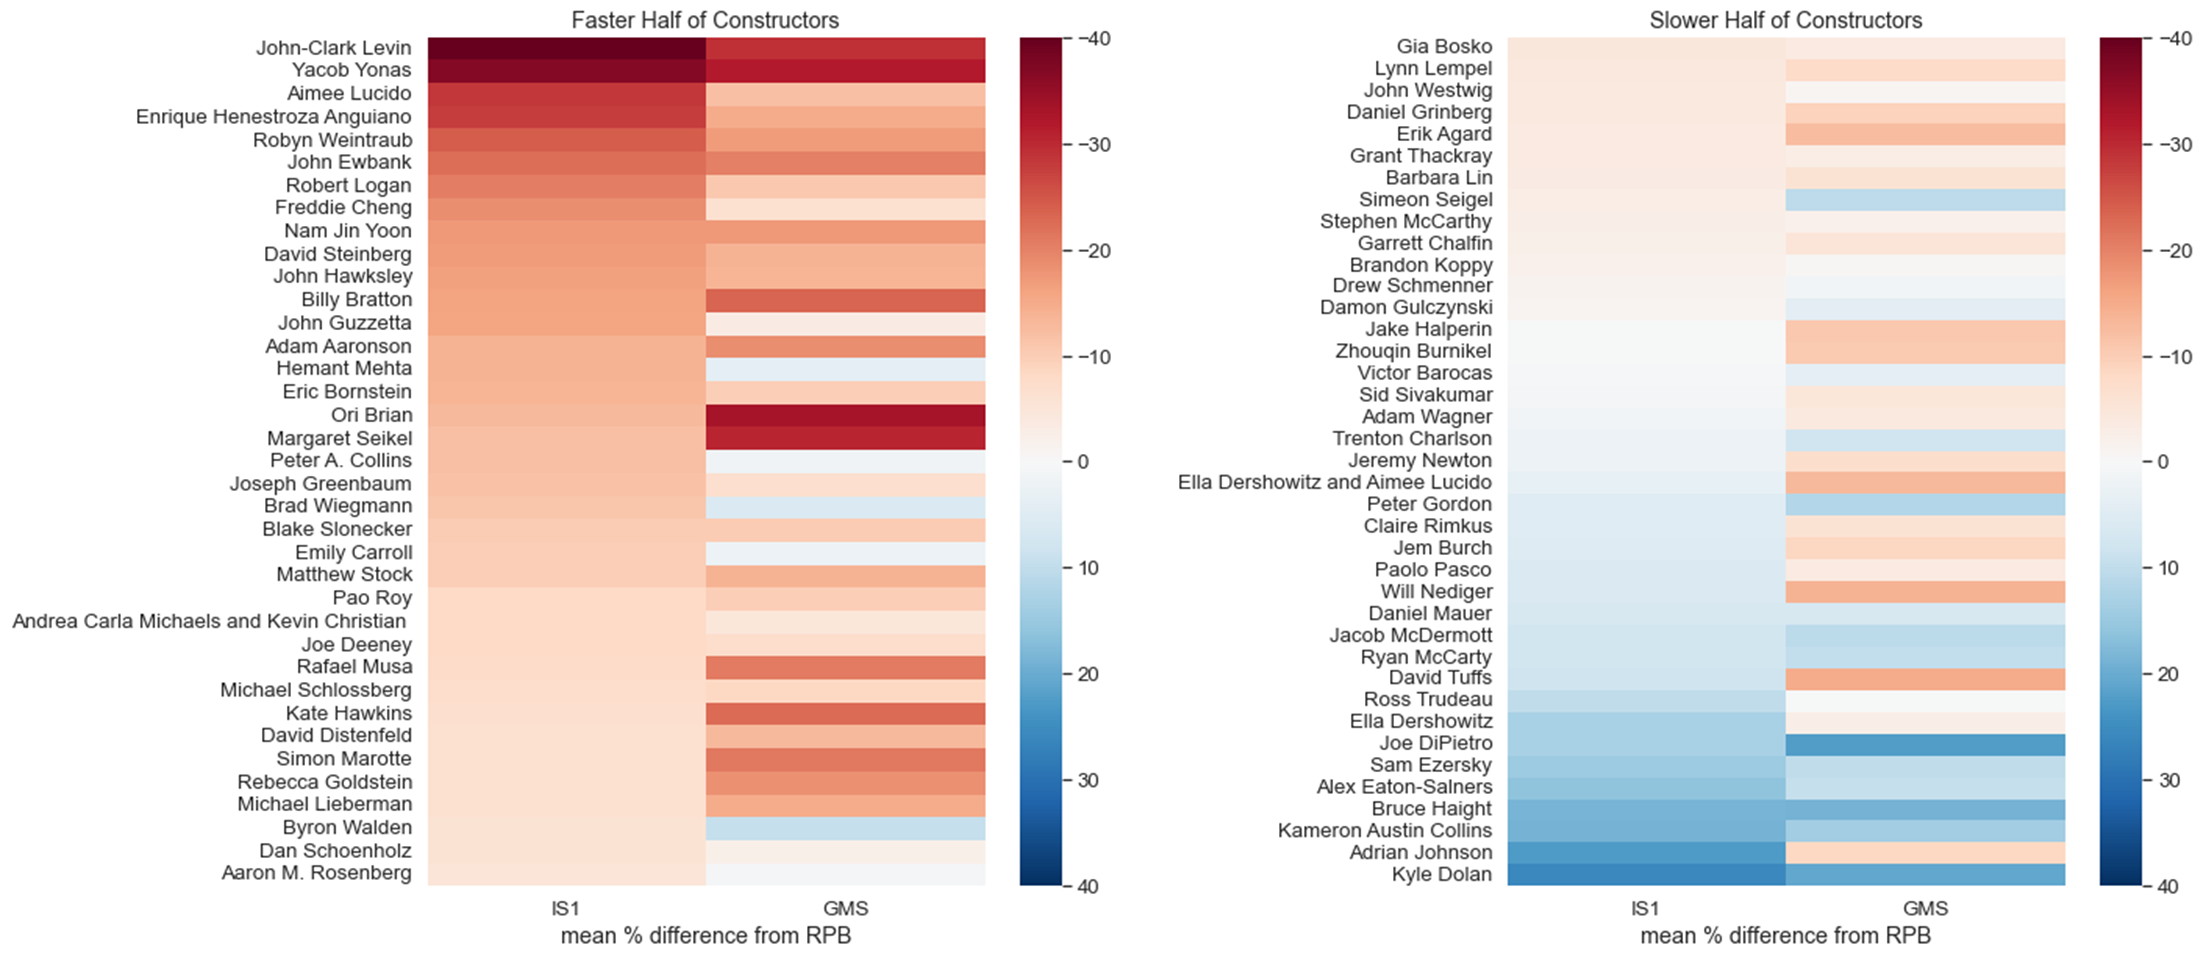 Faster Half of Constructors
John-Clark Levin
Yacob Yonas
Aimee Lucido
Enrique Henestroza Anguiano
Robyn Weintraub
John Ewbank
Robert Logan
Freddie Cheng
Nam Jin Yoon
David Steinberg
John Hawksley
Billy Bratton
John Guzzetta
Adam Aaronson
Hemant Mehta
Eric Bornstein
Ori Brian
Margaret Seikel
Peter A. Collins
Joseph Greenbaum
Brad Wiegmann
Blake Slonecker
Emily Carroll
Matthew Stock
Pao Roy
Andrea Carla Michaels and Kevin Christian
Joe Deeney
Rafael Musa
Michael Schlossberg
Kate Hawkins
David Distenfeld
Simon Marotte
Rebecca Goldstein
Michael Lieberman
Byron Walden
Dan Schoenholz
Aaron M. Rosenberg
IS1 GMS
mean % difference from RPB
−40
−30
−20
−10
0
10
20
30
40
Slower Half of Constructors
Gia Bosko
Lynn Lempel
John Westwig
Daniel Grinberg
Erik Agard
Grant Thackray
Barbara Lin
Simeon Seigel
Stephen McCarthy
Garrett Chalfin
Brandon Koppy
Drew Schmenner
Damon Gulczynski
Jake Halperin
Zhouqin Burnikel
Victor Barocas
Sid Sivakumar
Adam Wagner
Trenton Charlson
Jeremy Newton
Ella Dershowitz and Aimee Lucido
Peter Gordon
Claire Rimkus
Jem Burch
Paolo Pasco
Will Nediger
Daniel Mauer
Jacob McDermott
Ryan McCarty
David Tuffs
Ross Trudeau
Ella Dershowitz
Joe DiPietro
Sam Ezersky
Alex Eaton-Salners
Bruce Haight
Kameron Austin Collins
Adrian Johnson
Kyle Dolan
IS1 GMS
mean % difference from RPB
−40
−30
−20
−10
0
10
20
30
40